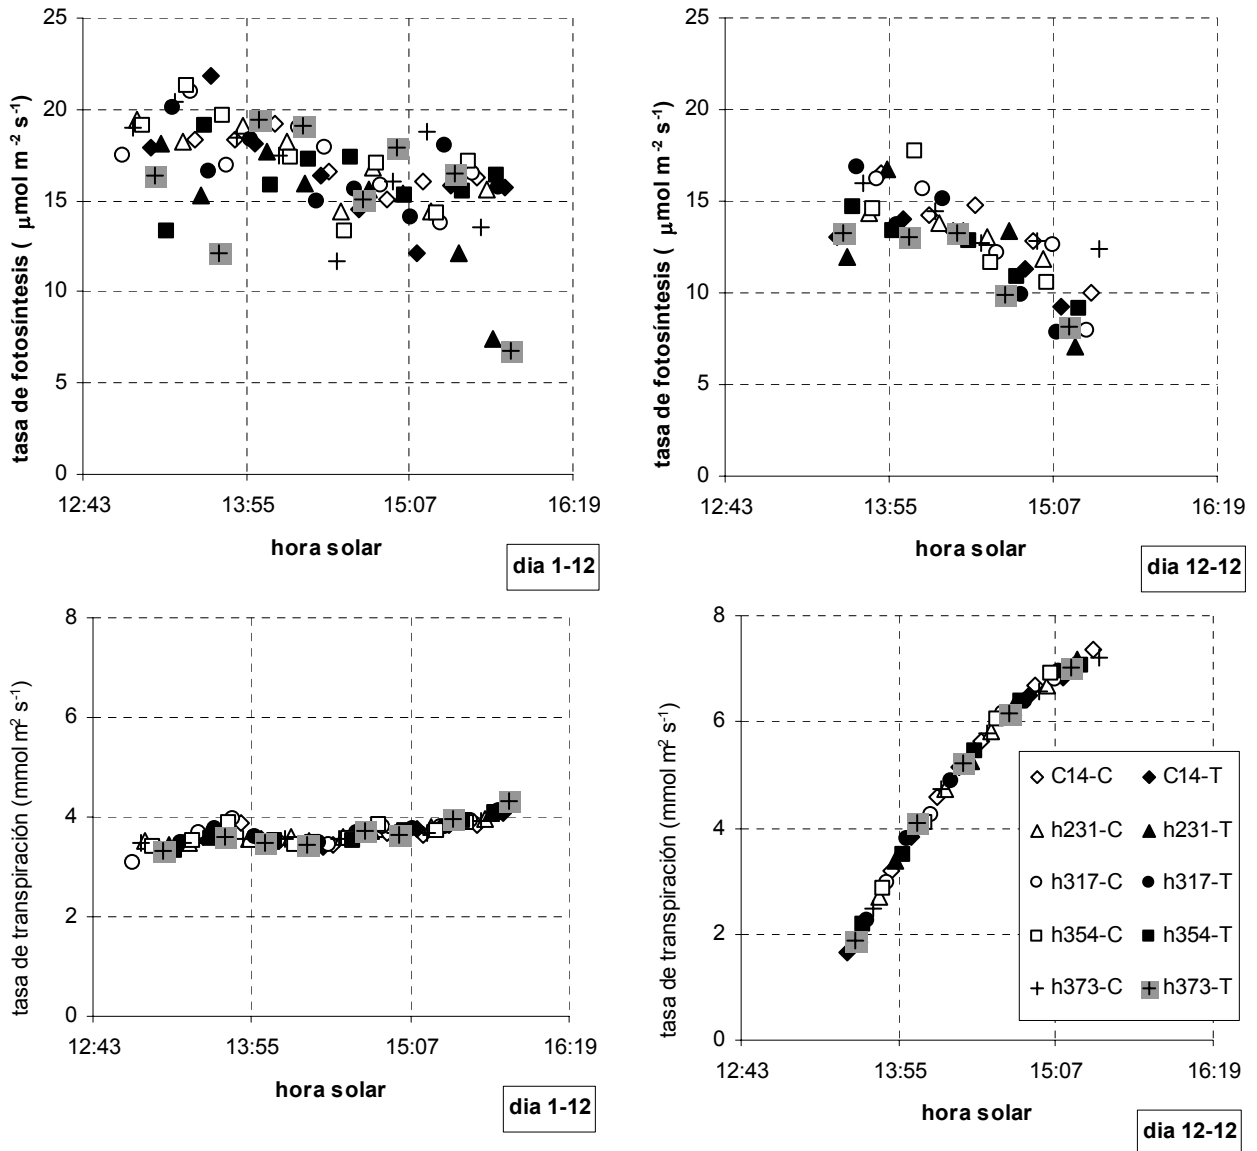 25
20
15
10
5
0
tasa de fotosíntesis ( μmol m⁻² s⁻¹)
12:43 13:55 15:07 16:19
hora solar
dia 1-12
25
20
15
10
5
0
tasa de fotosíntesis ( μmol m⁻² s⁻¹)
12:43 13:55 15:07 16:19
hora solar
dia 12-12
8
6
4
2
0
tasa de transpiración (mmol m² s⁻¹)
12:43 13:55 15:07 16:19
hora solar
dia 1-12
8
6
4
2
0
tasa de transpiración (mmol m² s⁻¹)
12:43 13:55 15:07 16:19
hora solar
dia 12-12
C14-C C14-T
h231-C h231-T
h317-C h317-T
h354-C h354-T
h373-C h373-T